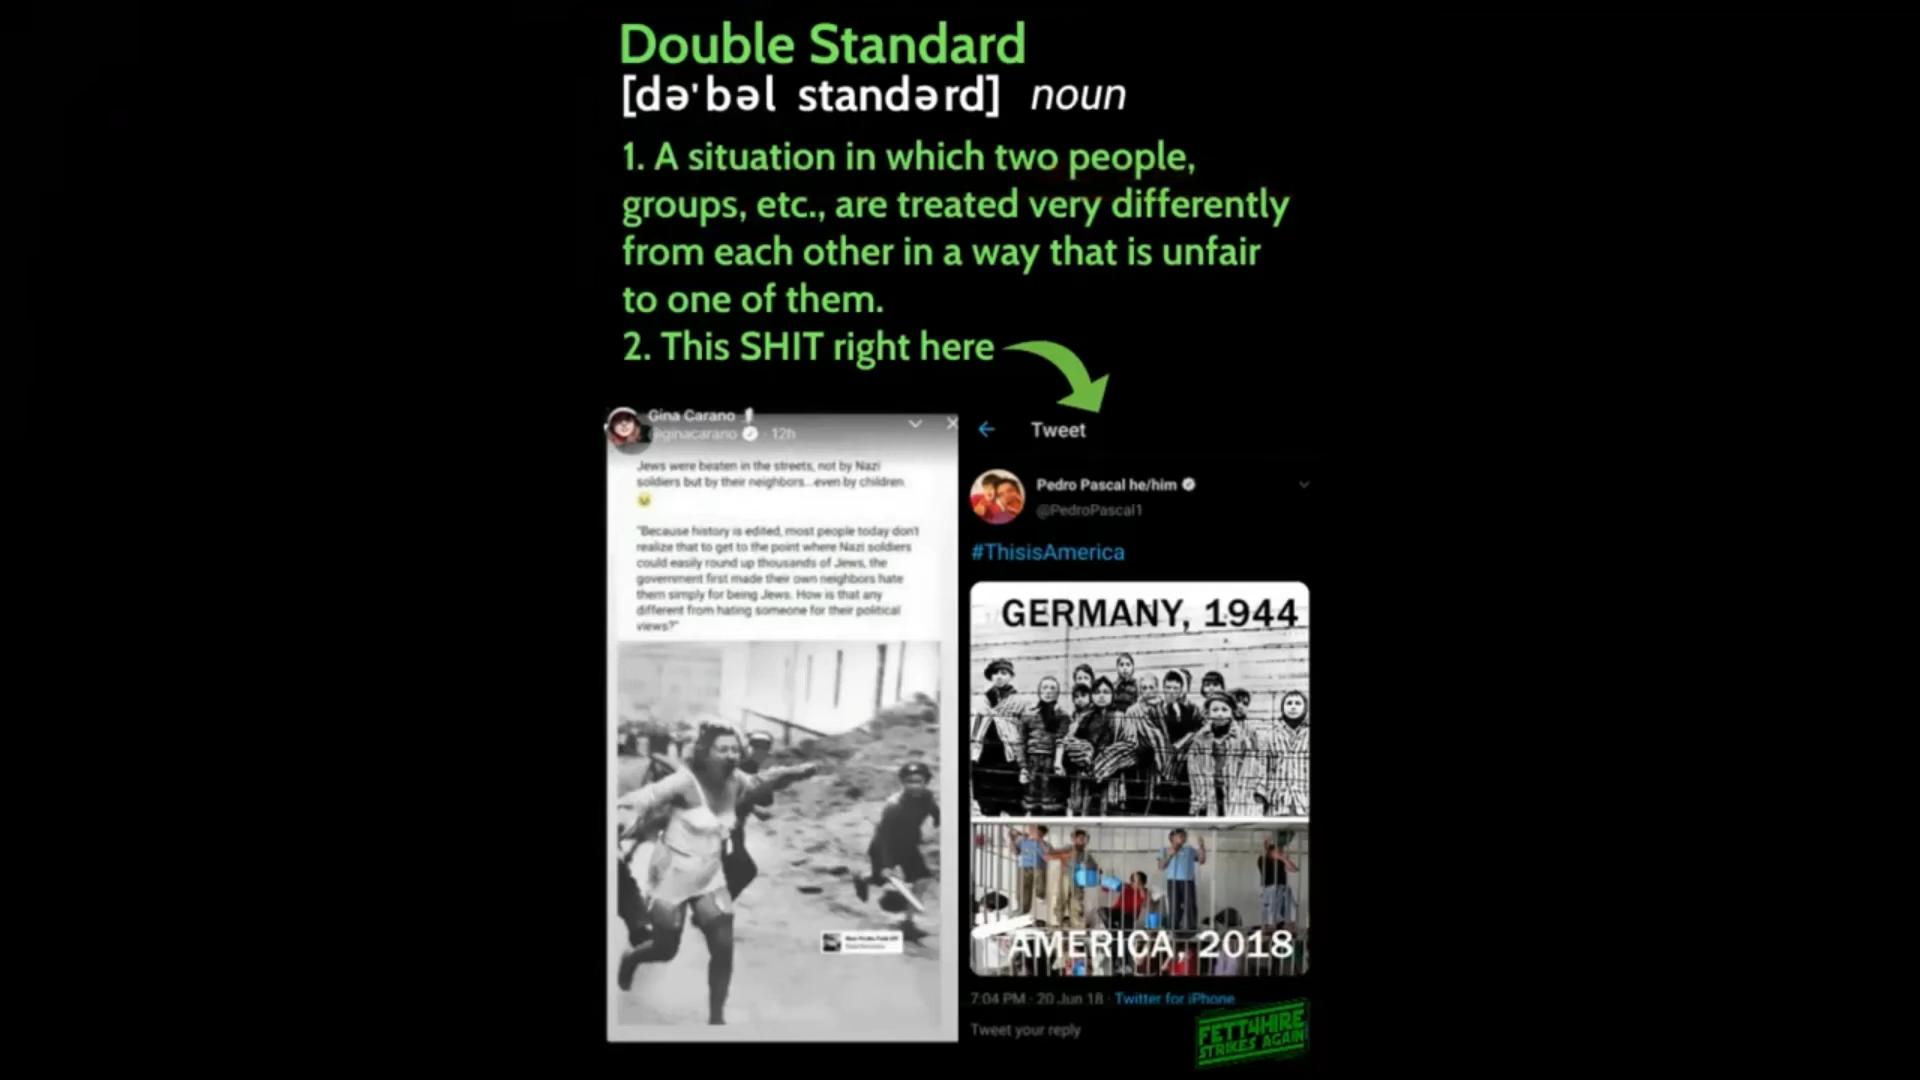 Double Standard
[də'bəl standərd] noun
1. A situation in which two people,
groups, etc., are treated very differently
from each other in a way that is unfair
to one of them.
2. This SHIT right here
Gina Carano
@ginacarano · 12h
Jews were beaten in the streets, not by Nazi
soldiers but by their neighbors...even by children.
"Because history is edited, most people today don't
realize that to get to the point where Nazi soldiers
could easily round up thousands of Jews, the
government first made their own neighbors hate
them simply for being Jews. How is that any
different from hating someone for their political
views?"
Tweet
Pedro Pascal he/him
@PedroPascal1
#ThisisAmerica
GERMANY, 1944
AMERICA, 2018
7:04 PM · 20 Jun 18 · Twitter for iPhone
Tweet your reply
FETT4HIRE
STRIKES AGAIN